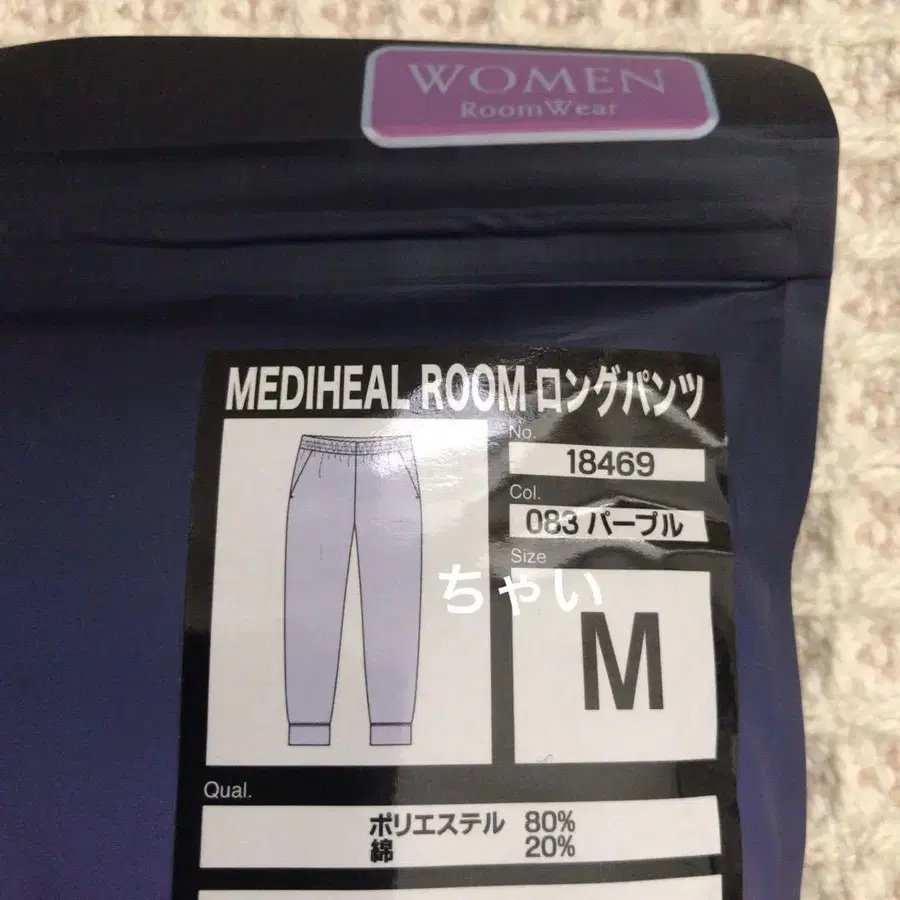 WOMEN
RoomWear
MEDIHEAL ROOM ロングパンツ
No.
18469
Col.
083 パープル
Size
M
ちゃい
Qual.
ポリエステル 80%
綿 20%